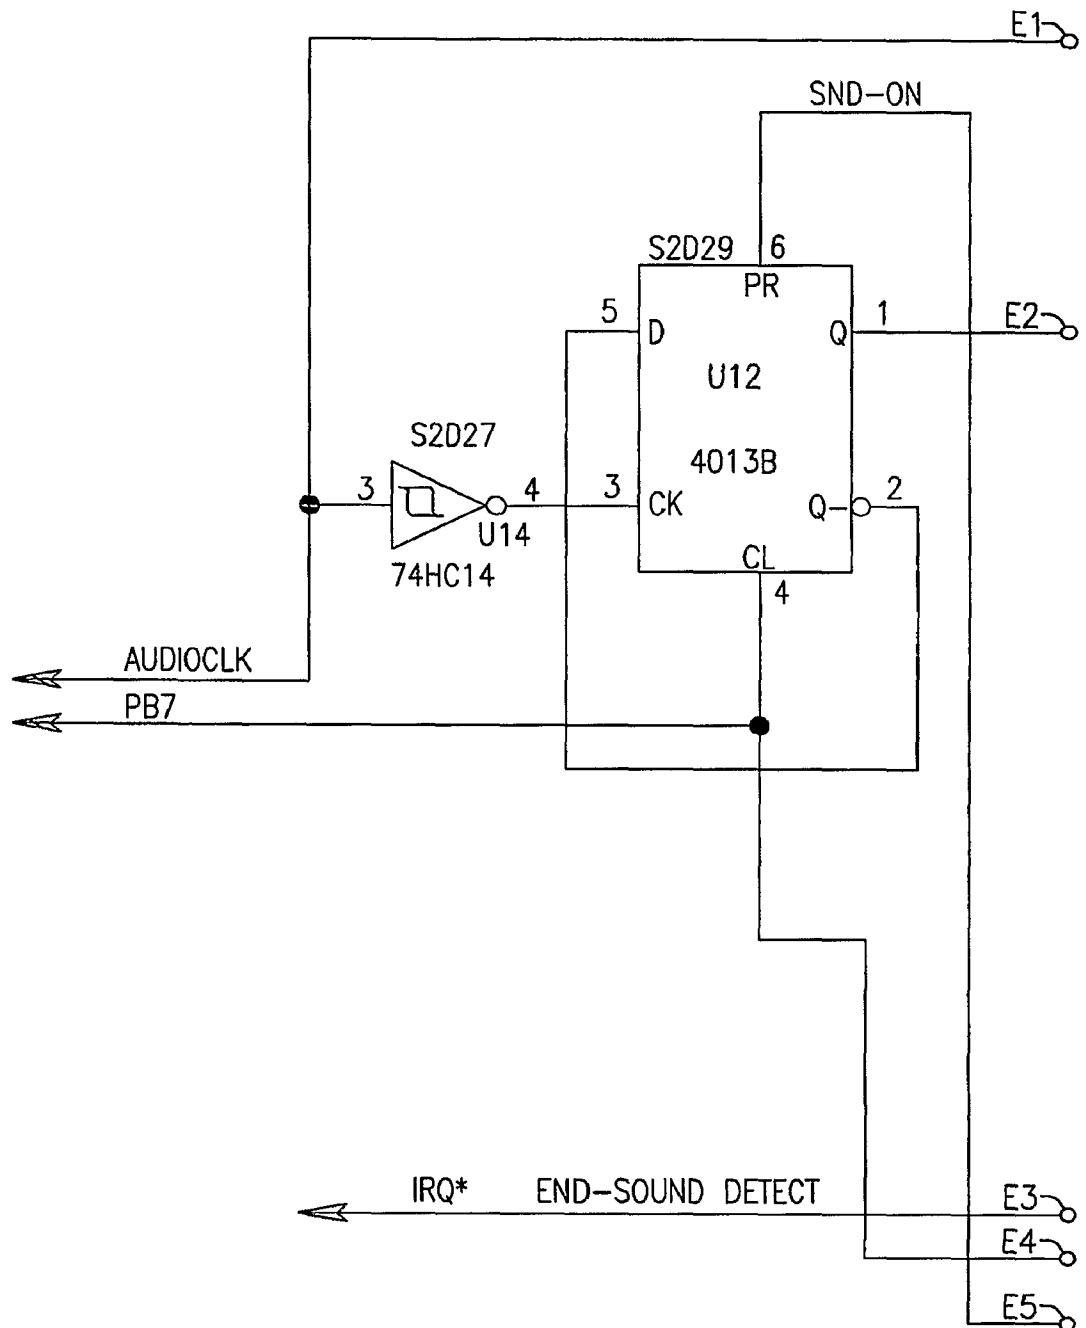 E1
SND-ON
S2D29 6
PR
5 D Q 1 E2
U12
S2D27
4013B
3 4 3 CK Q- 2
U14
CL
74HC14 4
AUDIOCLK
PB7
IRQ* END-SOUND DETECT E3
E4
E5